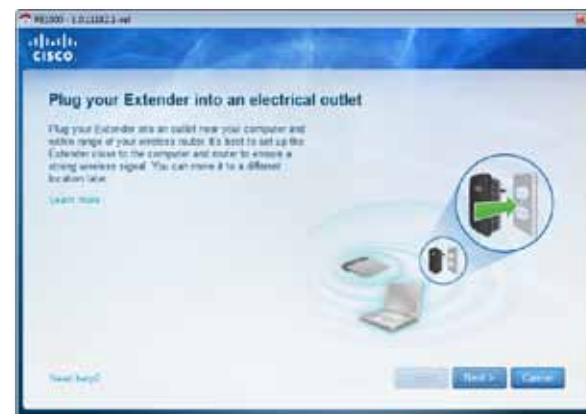 CISCO
Plug your Extender into an electrical outlet
Plug your Extender into an outlet near your computer and
within range of your wireless router. It's best to set up the
Extender close to the computer and router to ensure a
strong wireless signal. You can move it to a different
location later.
Learn more
Need help?
Next >
Cancel